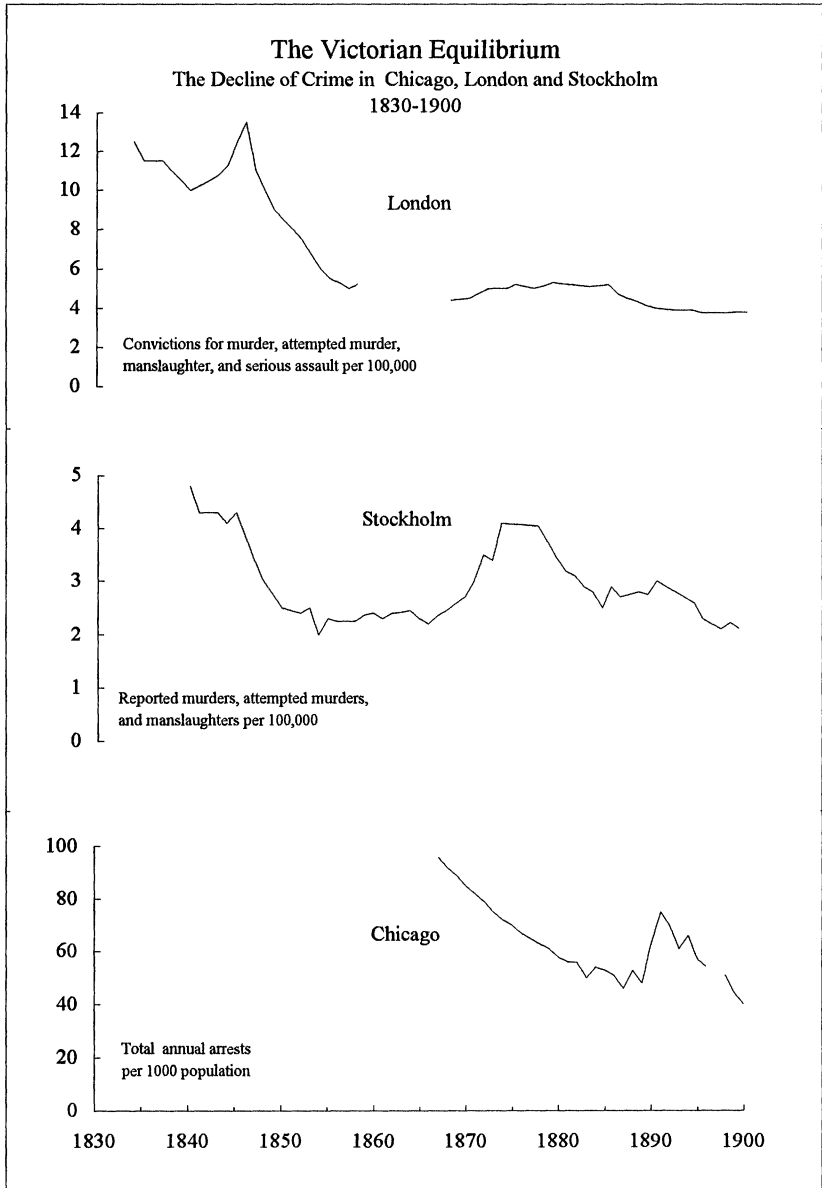 The Victorian Equilibrium
The Decline of Crime in Chicago, London and Stockholm
1830-1900
14
12
10
8
6
4
2
0
London
Convictions for murder, attempted murder,
manslaughter, and serious assault per 100,000
5
4
3
2
1
0
Stockholm
Reported murders, attempted murders,
and manslaughters per 100,000
100
80
60
40
20
0
Chicago
Total annual arrests
per 1000 population
1830 1840 1850 1860 1870 1880 1890 1900